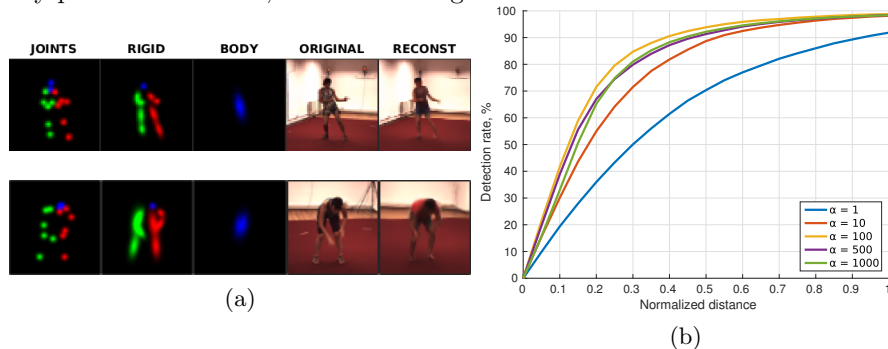 JOINTS RIGID BODY ORIGINAL RECONST
(a)
100
90
80
70
60
50
40
30
20
10
0
Detection rate, %
0 0.1 0.2 0.3 0.4 0.5 0.6 0.7 0.8 0.9 1
Normalized distance
α = 1
α = 10
α = 100
α = 500
α = 1000
(b)